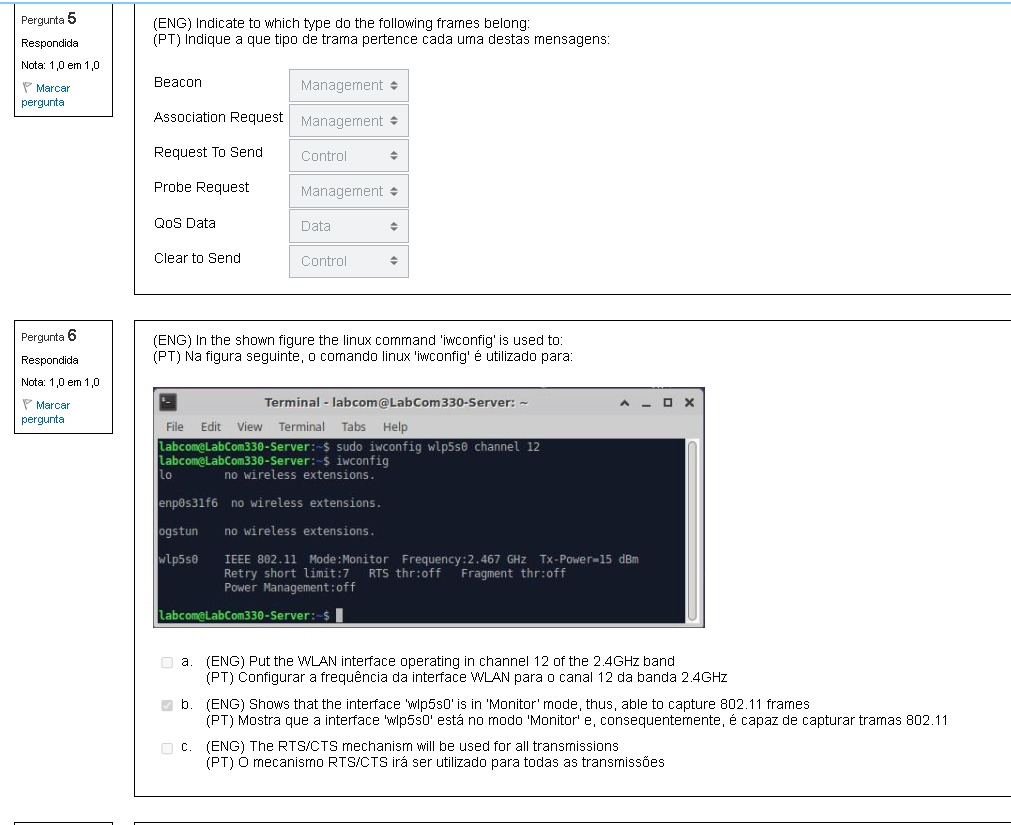 Pergunta 5
Respondida
Nota: 1,0 em 1,0
Marcar
pergunta
(ENG) Indicate to which type do the following frames belong:
(PT) Indique a que tipo de trama pertence cada uma destas mensagens:
Beacon Management
Association Request Management
Request To Send Control
Probe Request Management
QoS Data Data
Clear to Send Control
Pergunta 6
Respondida
Nota: 1,0 em 1,0
Marcar
pergunta
(ENG) In the shown figure the linux command 'iwconfig' is used to:
(PT) Na figura seguinte, o comando linux 'iwconfig' é utilizado para:
Terminal - labcom@LabCom330-Server: ~
File Edit View Terminal Tabs Help
labcom@LabCom330-Server:~$ sudo iwconfig wlp5s0 channel 12
labcom@LabCom330-Server:~$ iwconfig
lo no wireless extensions.
enp0s31f6 no wireless extensions.
ogstun no wireless extensions.
wlp5s0 IEEE 802.11 Mode:Monitor Frequency:2.467 GHz Tx-Power=15 dBm
Retry short limit:7 RTS thr:off Fragment thr:off
Power Management:off
labcom@LabCom330-Server:~$
a. (ENG) Put the WLAN interface operating in channel 12 of the 2.4GHz band
(PT) Configurar a frequência da interface WLAN para o canal 12 da banda 2.4GHz
b. (ENG) Shows that the interface 'wlp5s0' is in 'Monitor' mode, thus, able to capture 802.11 frames
(PT) Mostra que a interface 'wlp5s0' está no modo 'Monitor' e, consequentemente, é capaz de capturar tramas 802.11
c. (ENG) The RTS/CTS mechanism will be used for all transmissions
(PT) O mecanismo RTS/CTS irá ser utilizado para todas as transmissões